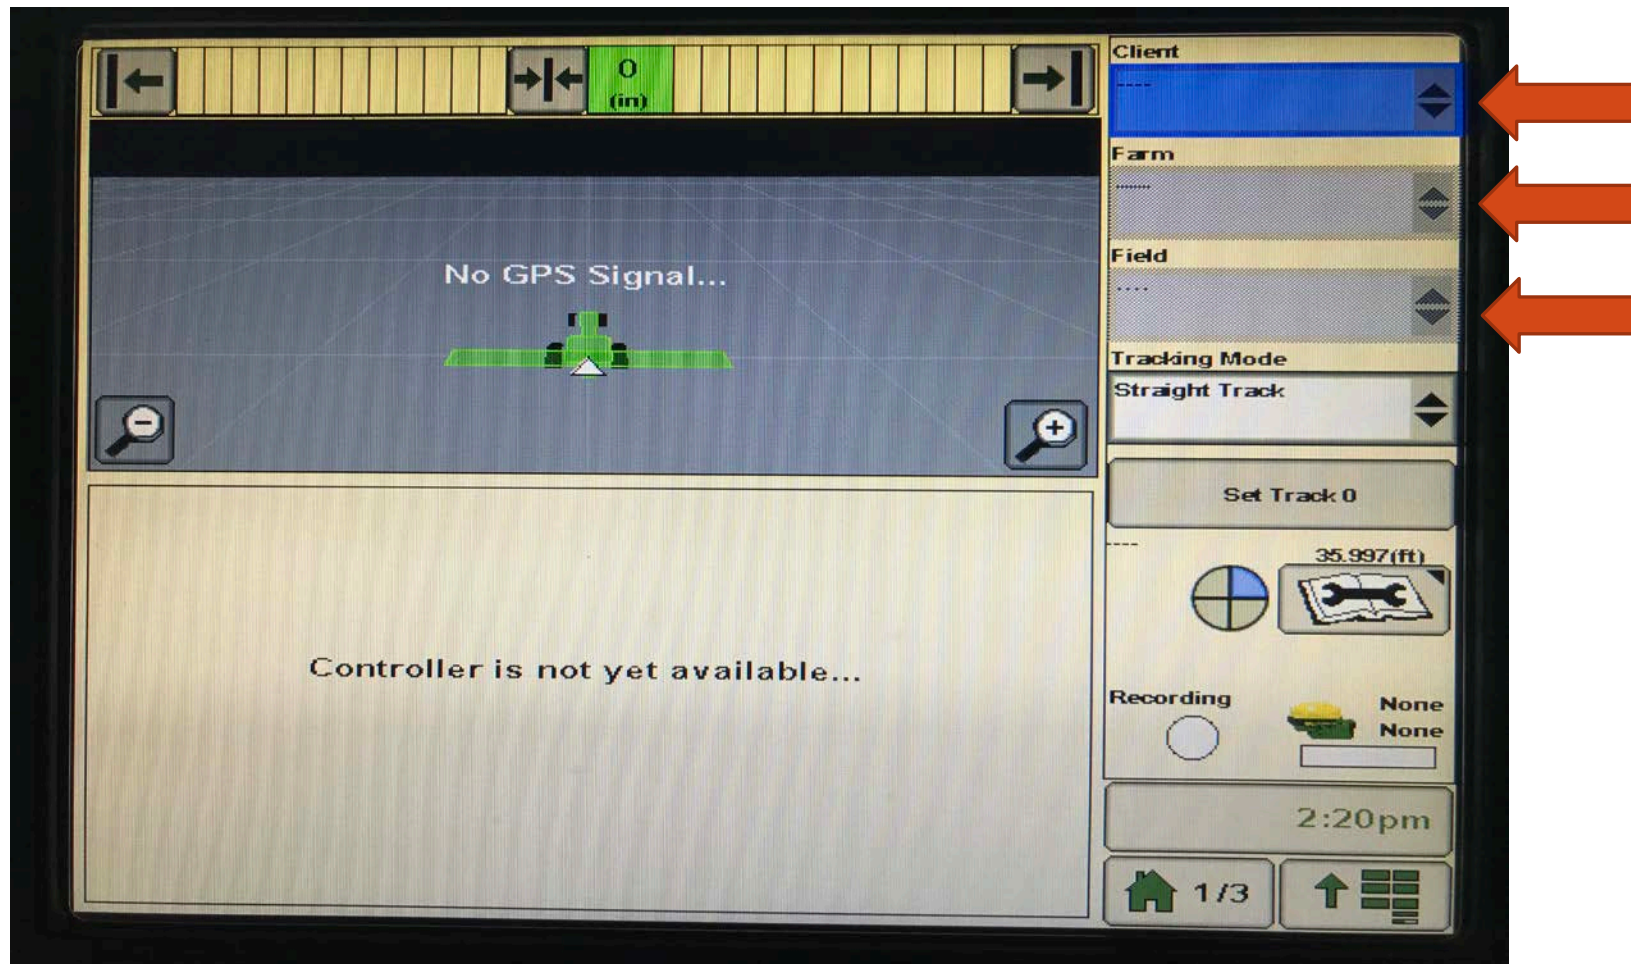 0
(in)
No GPS Signal...
Controller is not yet available...
Client
----
Farm
-------
Field
----
Tracking Mode
Straight Track
Set Track 0
----
35.997(ft)
Recording
None
None
2:20pm
1/3